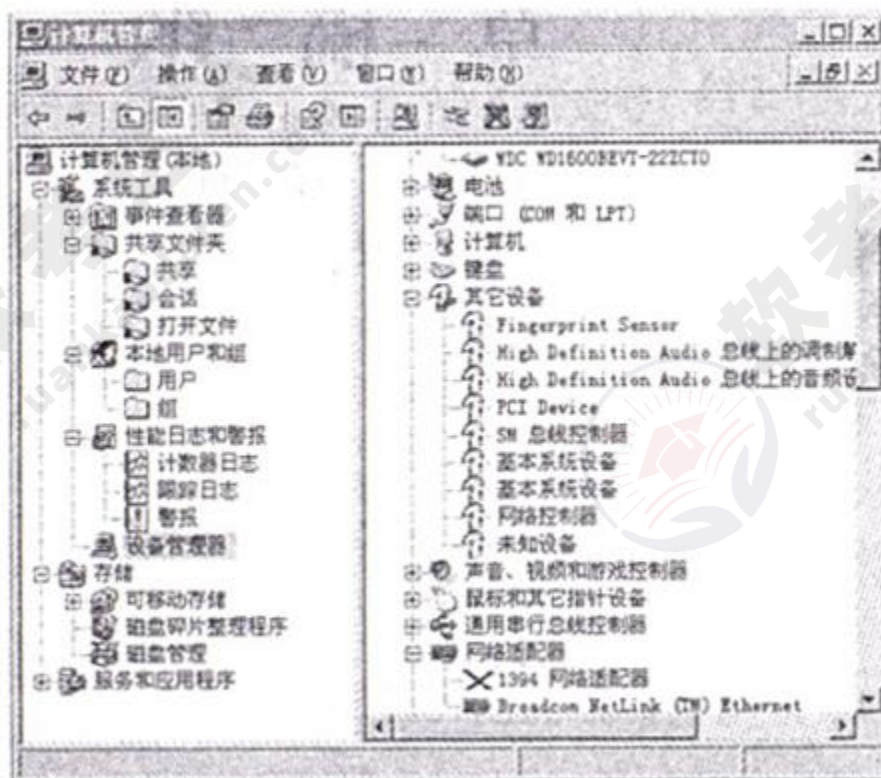 计算机管理
文件(F) 操作(A) 查看(V) 窗口(W) 帮助(H)
计算机管理(本地)
系统工具
事件查看器
共享文件夹
共享
会话
打开文件
本地用户和组
用户
组
性能日志和警报
计数器日志
跟踪日志
警报
设备管理器
存储
可移动存储
磁盘碎片整理程序
磁盘管理
服务和应用程序
WDC WD1600BEVT-22ZCT0
电池
端口 (COM 和 LPT)
计算机
键盘
其它设备
Fingerprint Sensor
High Definition Audio 总线上的调制解
High Definition Audio 总线上的音频设
PCI Device
SM 总线控制器
基本系统设备
基本系统设备
网络控制器
未知设备
声音、视频和游戏控制器
鼠标和其它指针设备
通用串行总线控制器
网络适配器
1394 网络适配器
Broadcom NetLink (TM) Ethernet